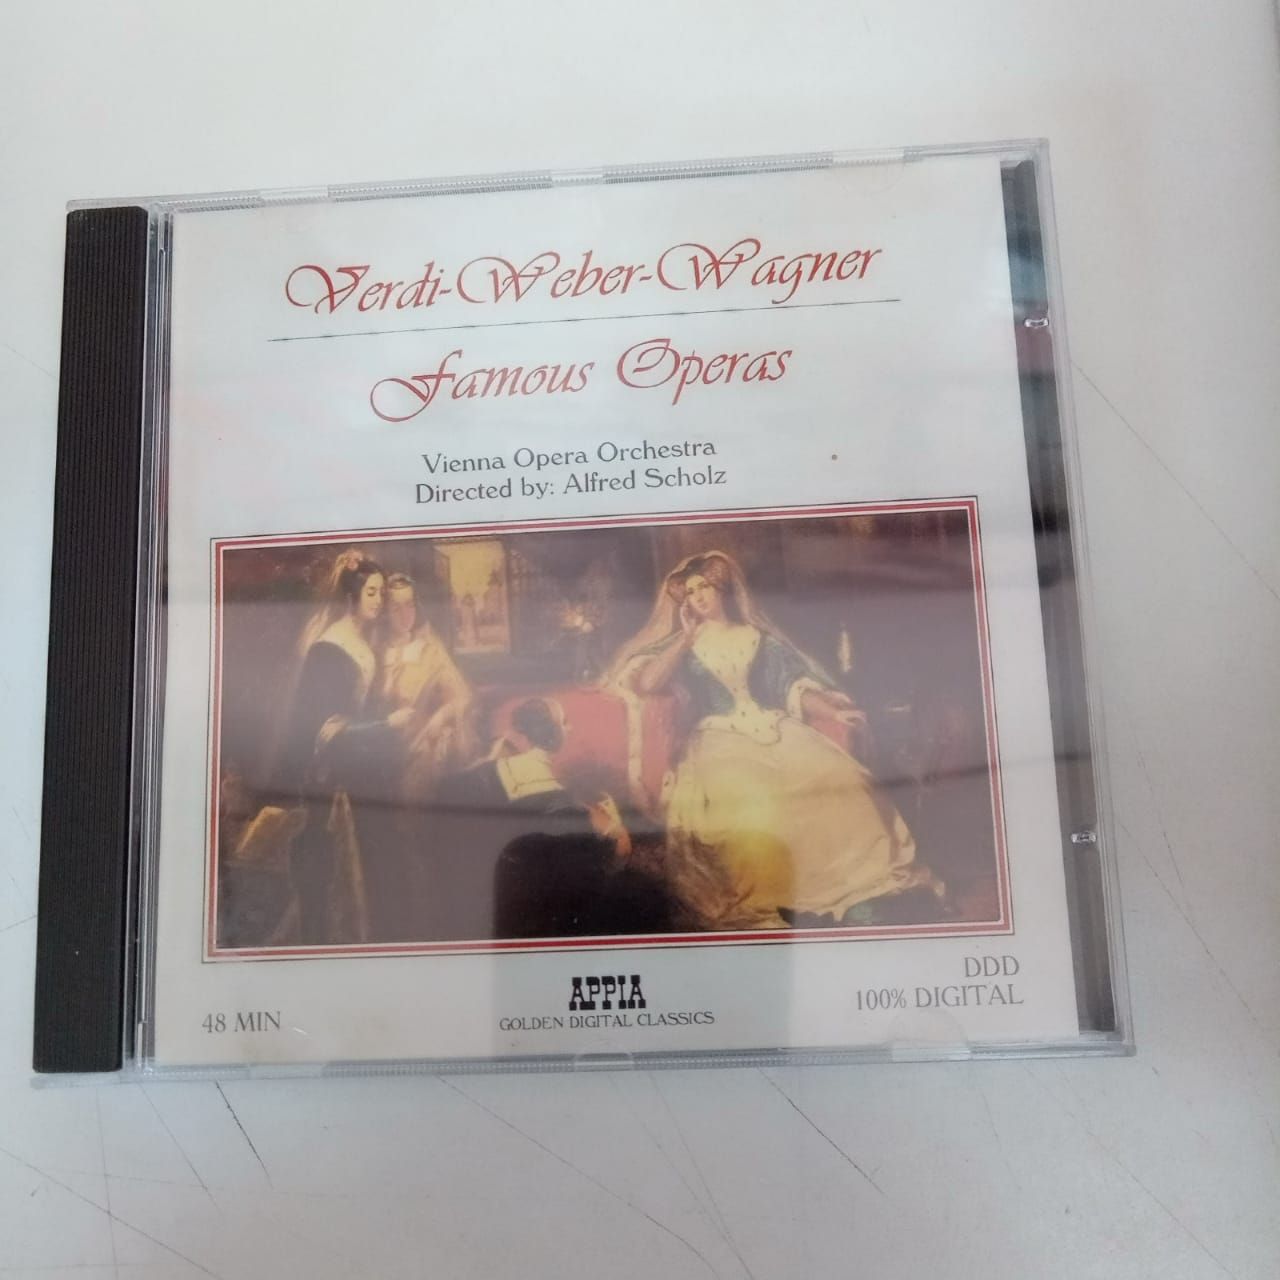 Verdi-Weber-Wagner
Famous Operas
Vienna Opera Orchestra
Directed by: Alfred Scholz
DDD
100% DIGITAL
48 MIN
APPIA
GOLDEN DIGITAL CLASSICS